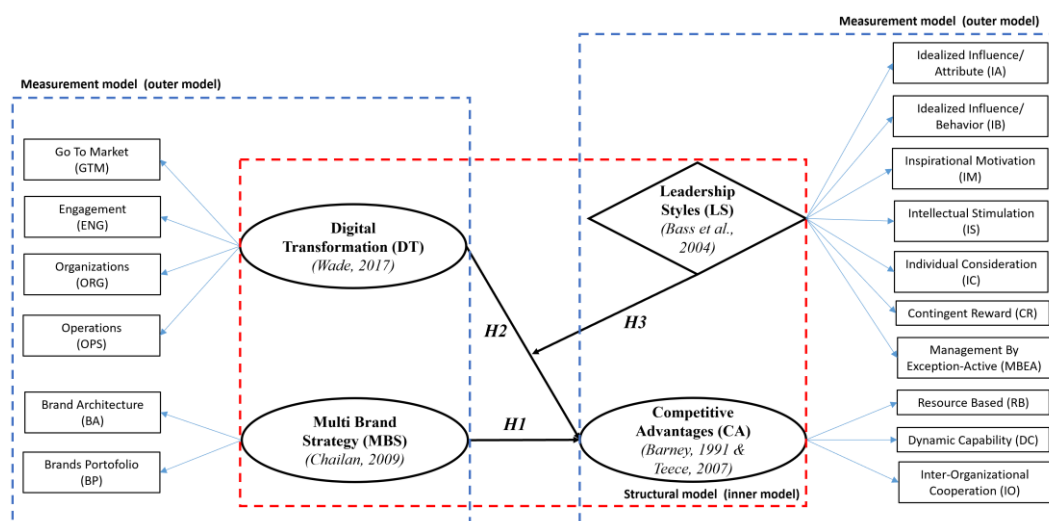 Measurement model (outer model)
Measurement model (outer model)
Go To Market
(GTM)
Engagement
(ENG)
Organizations
(ORG)
Operations
(OPS)
Brand Architecture
(BA)
Brands Portofolio
(BP)
Digital
Transformation (DT)
(Wade, 2017)
Multi Brand
Strategy (MBS)
(Chailan, 2009)
H2
H1
H3
Leadership
Styles (LS)
(Bass et al.,
2004)
Competitive
Advantages (CA)
(Barney, 1991 &
Teece, 2007)
Structural model (inner model)
Idealized Influence/
Attribute (IA)
Idealized Influence/
Behavior (IB)
Inspirational Motivation
(IM)
Intellectual Stimulation
(IS)
Individual Consideration
(IC)
Contingent Reward (CR)
Management By
Exception-Active (MBEA)
Resource Based (RB)
Dynamic Capability (DC)
Inter-Organizational
Cooperation (IO)